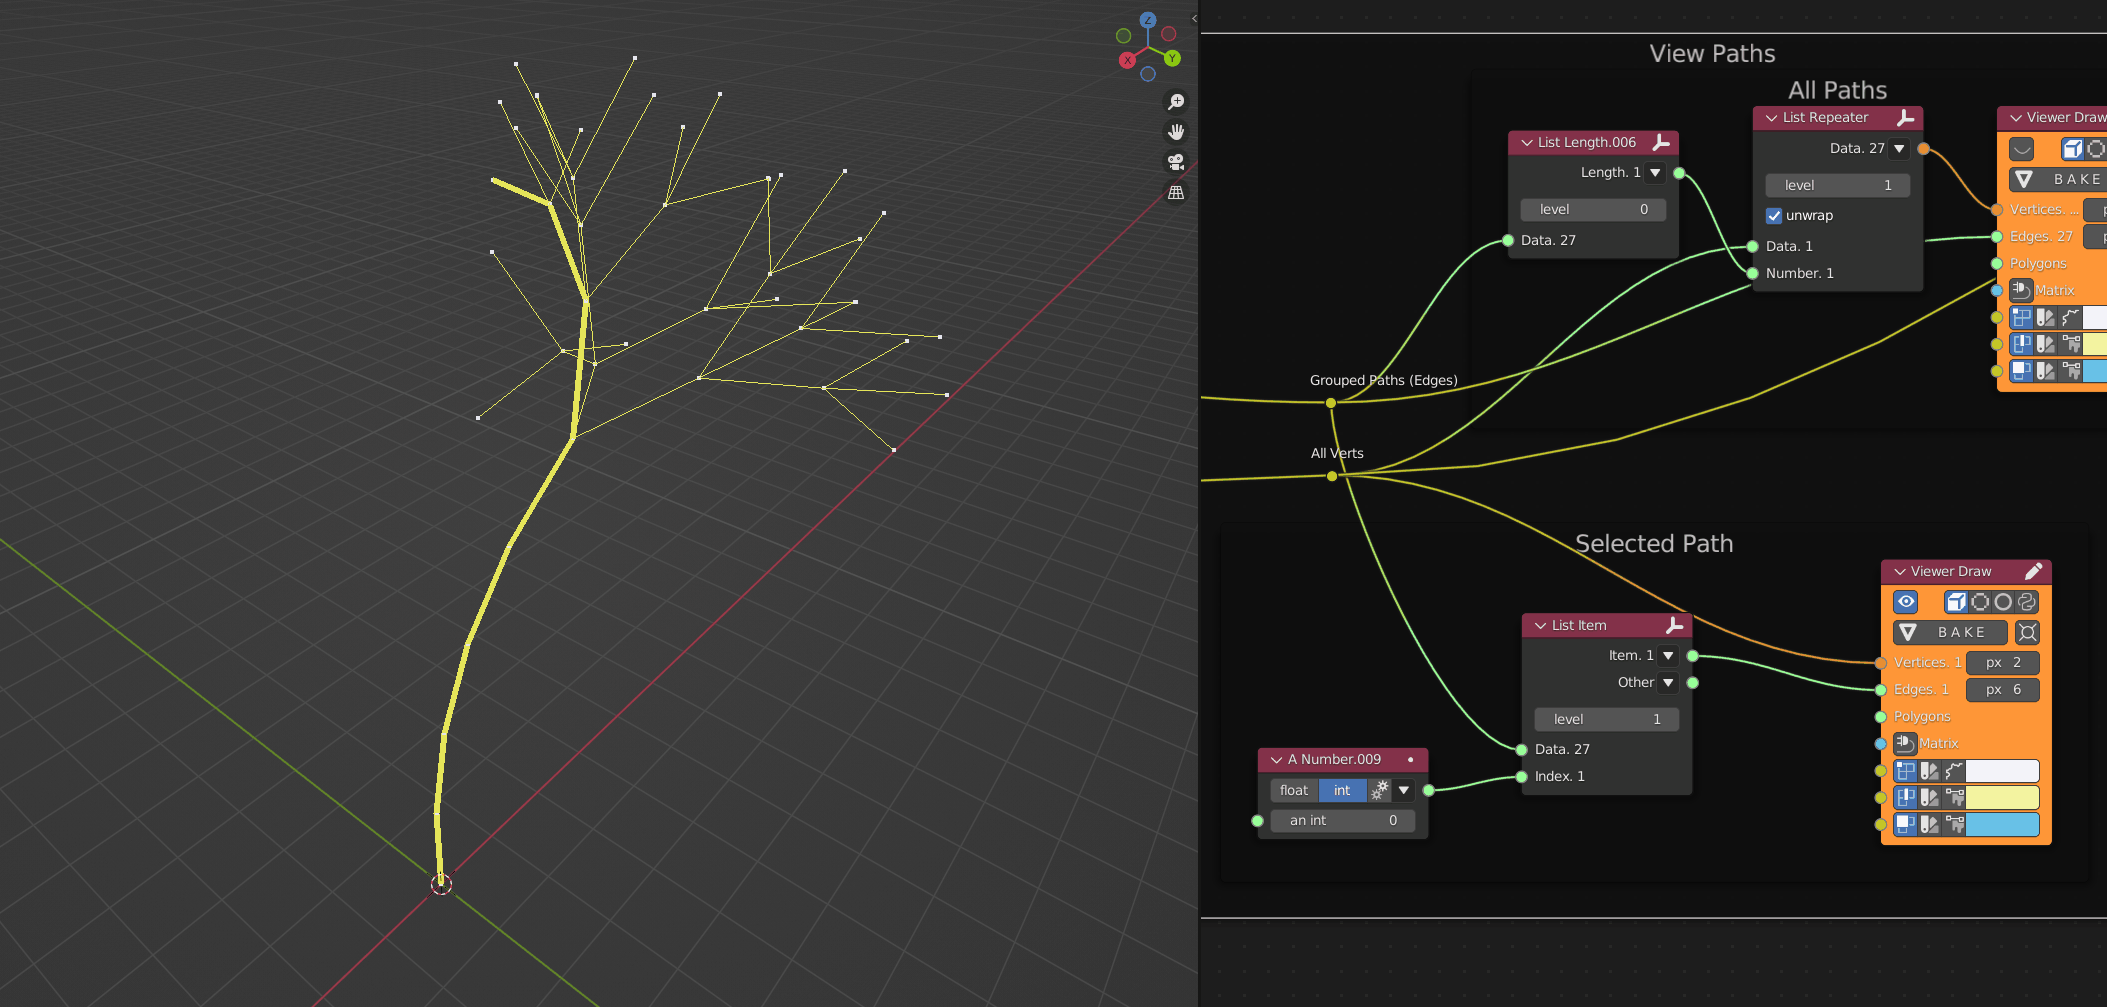 Z
X
Y
View Paths
All Paths
List Length.006
Length. 1
level 0
Data. 27
List Repeater
Data. 27
level 1
unwrap
Data. 1
Number. 1
Viewer Draw
BAKE
Vertices. ...
Edges. 27
Polygons
Matrix
Grouped Paths (Edges)
All Verts
Selected Path
List Item
Item. 1
Other
level 1
Data. 27
Index. 1
A Number.009
float int
an int 0
Viewer Draw
BAKE
Vertices. 1 px 2
Edges. 1 px 6
Polygons
Matrix